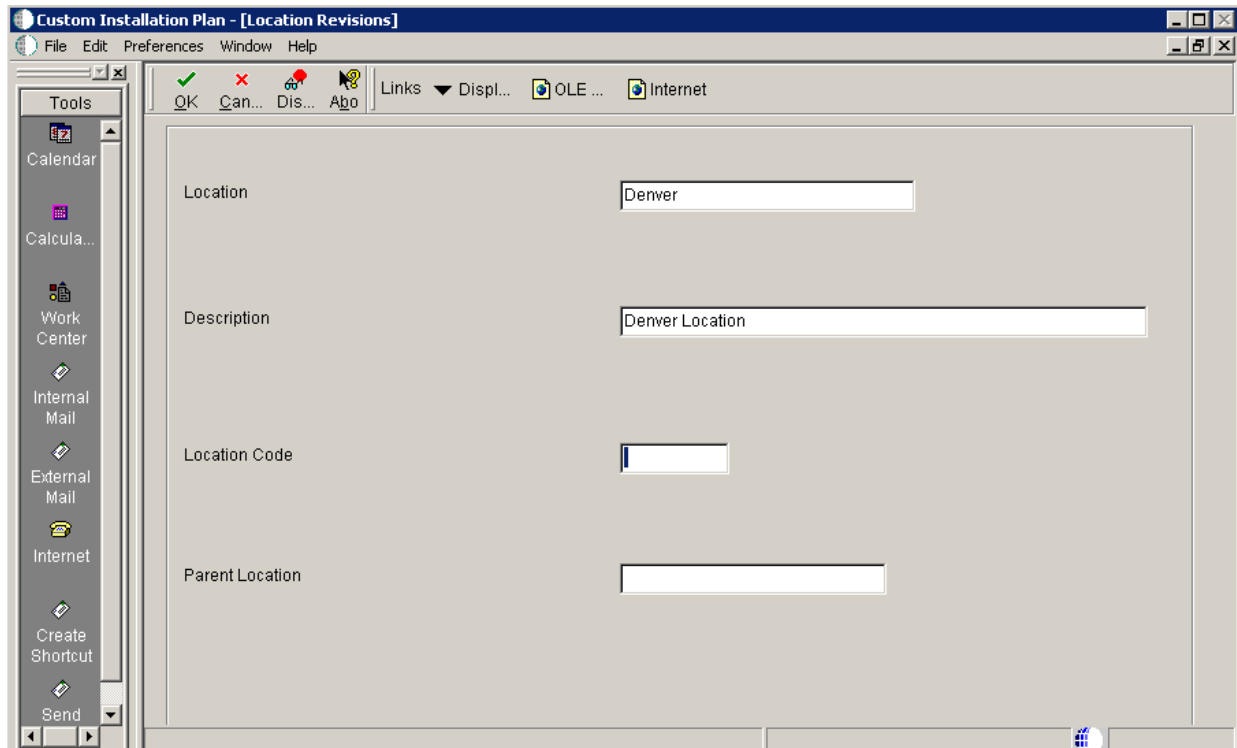 Custom Installation Plan - [Location Revisions]
File Edit Preferences Window Help
OK Can... Dis... Abo Links Displ... OLE ... Internet
Tools
Calendar
Calcula...
Work
Center
Internal
Mail
External
Mail
Internet
Create
Shortcut
Send
Location Denver
Description Denver Location
Location Code
Parent Location